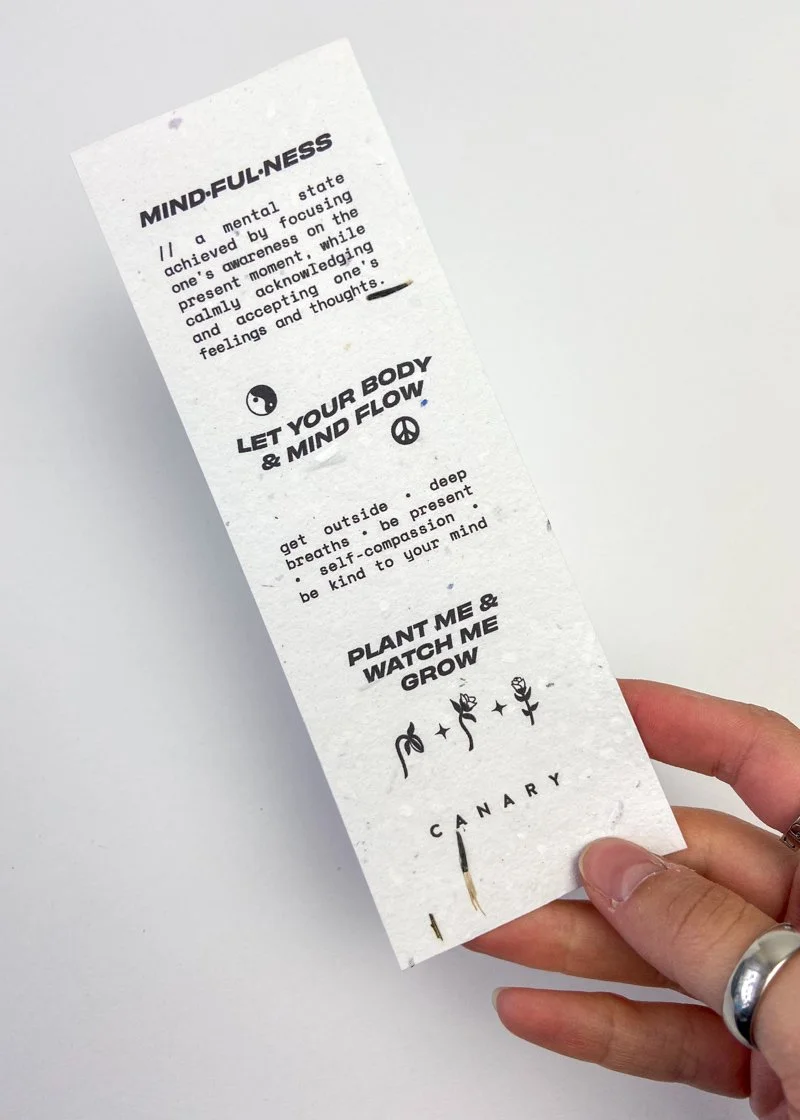 MIND·FUL·NESS
// a mental state
achieved by focusing
one's awareness on the
present moment, while
calmly acknowledging
and accepting one's
feelings and thoughts.
LET YOUR BODY
& MIND FLOW
get outside • deep
breaths • be present
• self-compassion •
be kind to your mind
PLANT ME &
WATCH ME
GROW
CANARY